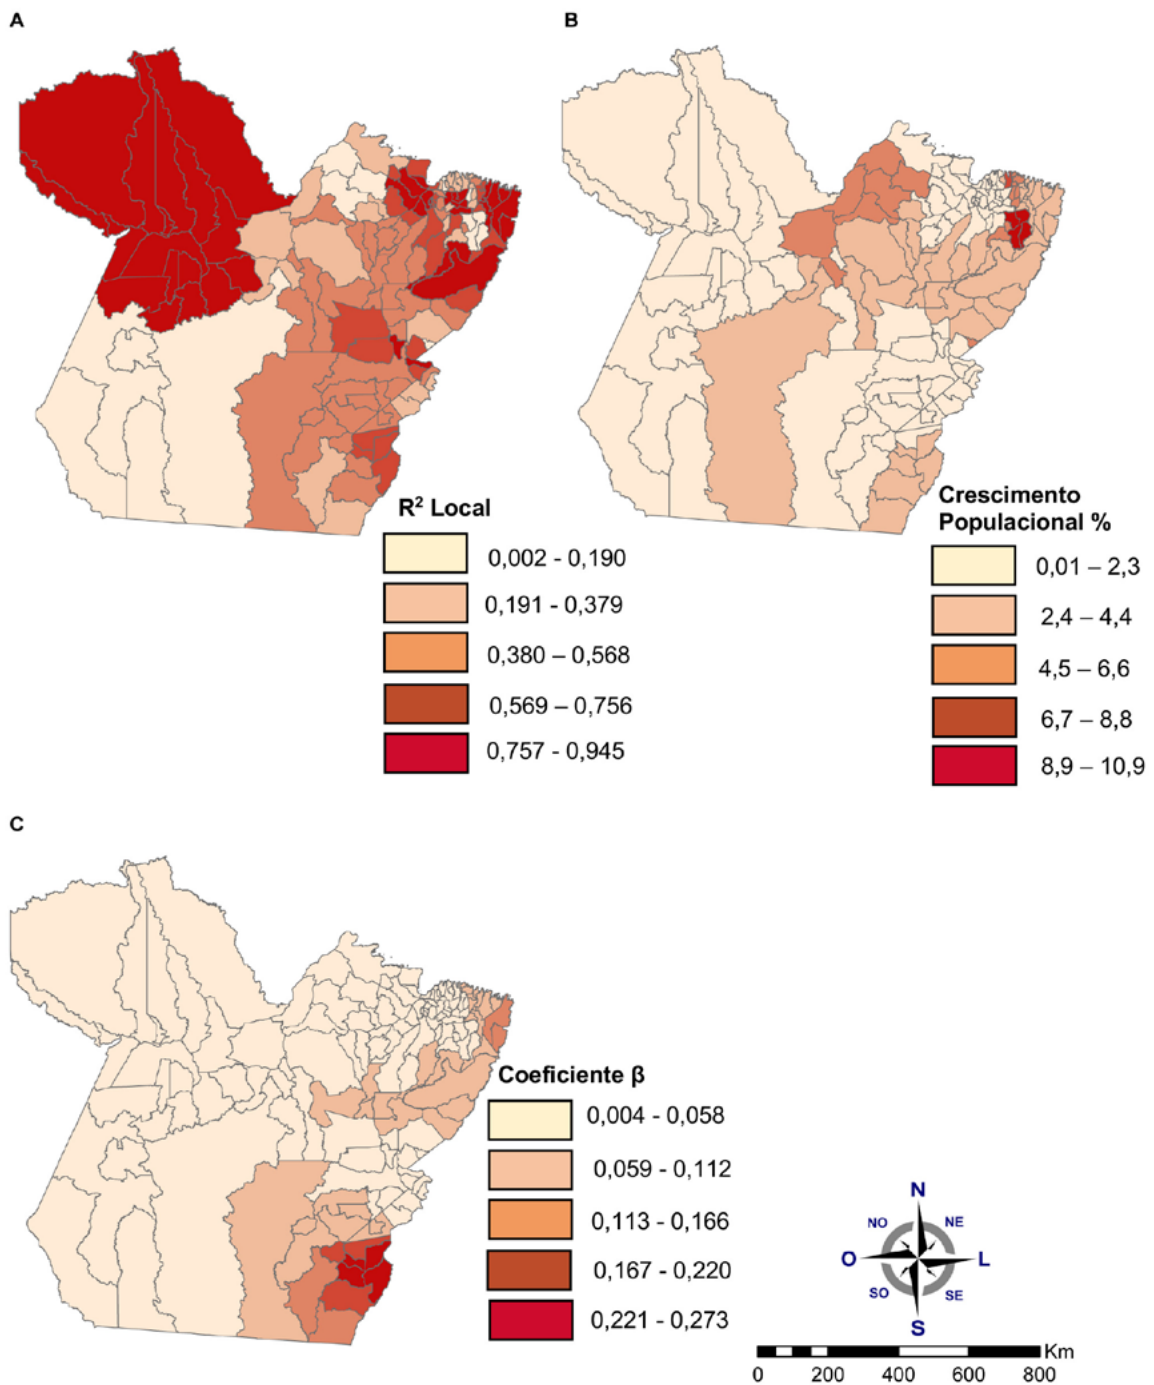 A
B
R² Local
0,002 - 0,190
0,191 - 0,379
0,380 – 0,568
0,569 – 0,756
0,757 - 0,945
Crescimento
Populacional %
0,01 – 2,3
2,4 – 4,4
4,5 – 6,6
6,7 – 8,8
8,9 – 10,9
C
Coeficiente β
0,004 - 0,058
0,059 - 0,112
0,113 - 0,166
0,167 - 0,220
0,221 - 0,273
N
NO
NE
O
L
SO
SE
S
Km
0 200 400 600 800